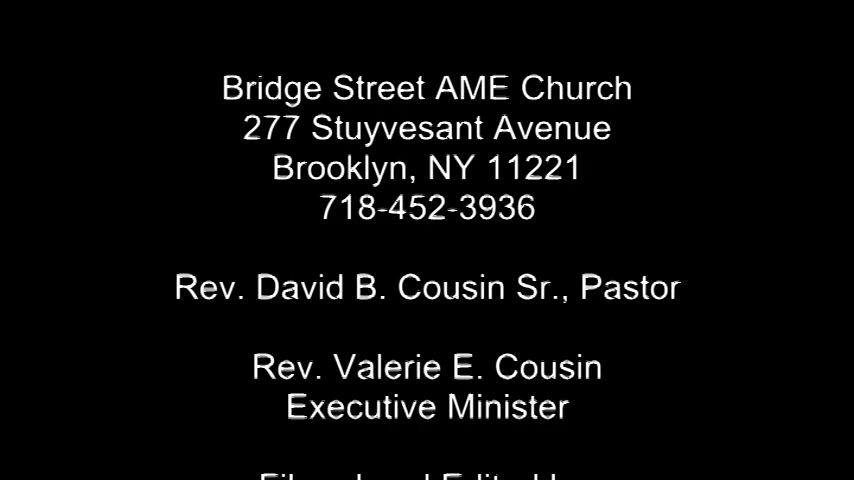 Bridge Street AME Church
277 Stuyvesant Avenue
Brooklyn, NY 11221
718-452-3936
Rev. David B. Cousin Sr., Pastor
Rev. Valerie E. Cousin
Executive Minister